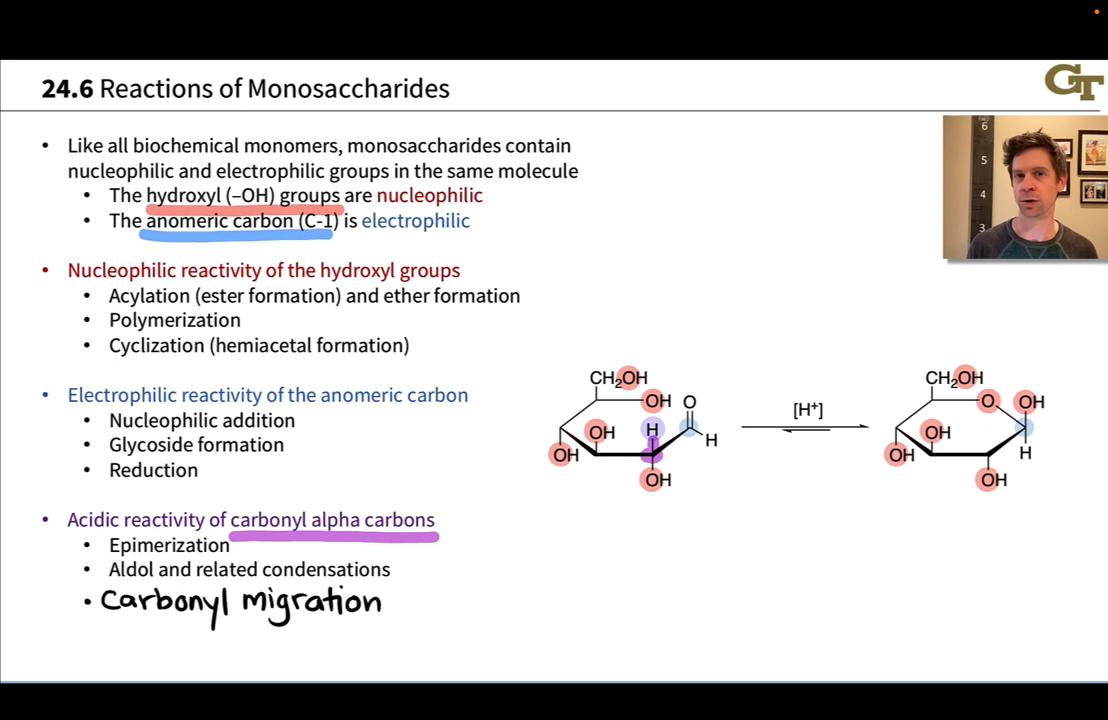 24.6 Reactions of Monosaccharides
GT
• Like all biochemical monomers, monosaccharides contain
nucleophilic and electrophilic groups in the same molecule
• The hydroxyl (–OH) groups are nucleophilic
• The anomeric carbon (C-1) is electrophilic
• Nucleophilic reactivity of the hydroxyl groups
• Acylation (ester formation) and ether formation
• Polymerization
• Cyclization (hemiacetal formation)
• Electrophilic reactivity of the anomeric carbon
• Nucleophilic addition
• Glycoside formation
• Reduction
• Acidic reactivity of carbonyl alpha carbons
• Epimerization
• Aldol and related condensations
• Carbonyl migration
6
5
4
3
CH₂OH
OH O
OH H H
OH
OH
[H⁺]
CH₂OH
O OH
OH
OH H
OH